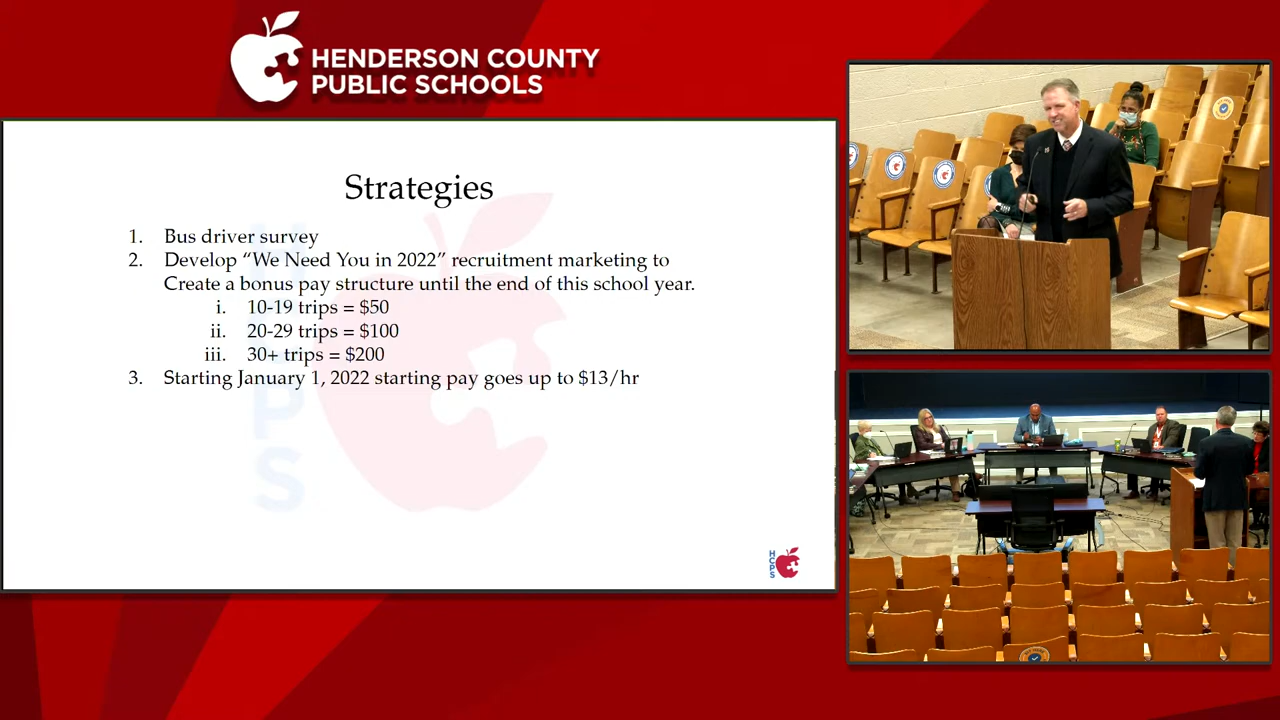 HENDERSON COUNTY
PUBLIC SCHOOLS
Strategies
1. Bus driver survey
2. Develop “We Need You in 2022” recruitment marketing to
Create a bonus pay structure until the end of this school year.
i. 10-19 trips = $50
ii. 20-29 trips = $100
iii. 30+ trips = $200
3. Starting January 1, 2022 starting pay goes up to $13/hr
HCPS
HCPS